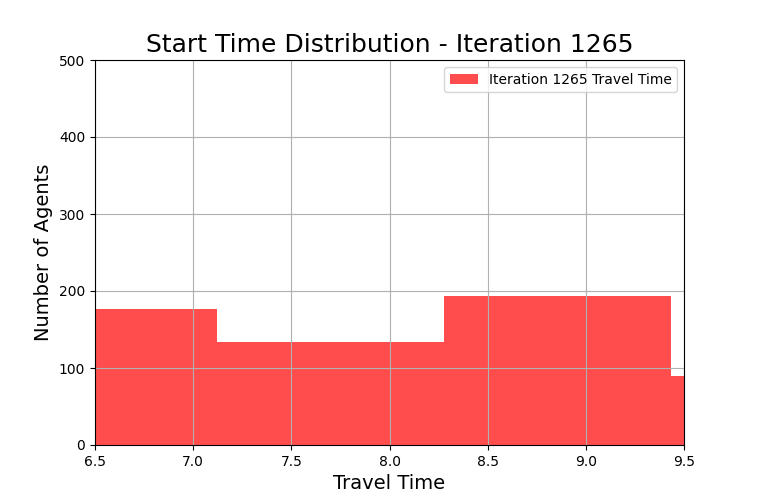 Start Time Distribution - Iteration 1265
Iteration 1265 Travel Time
Number of Agents
500
400
300
200
100
0
6.5 7.0 7.5 8.0 8.5 9.0 9.5
Travel Time